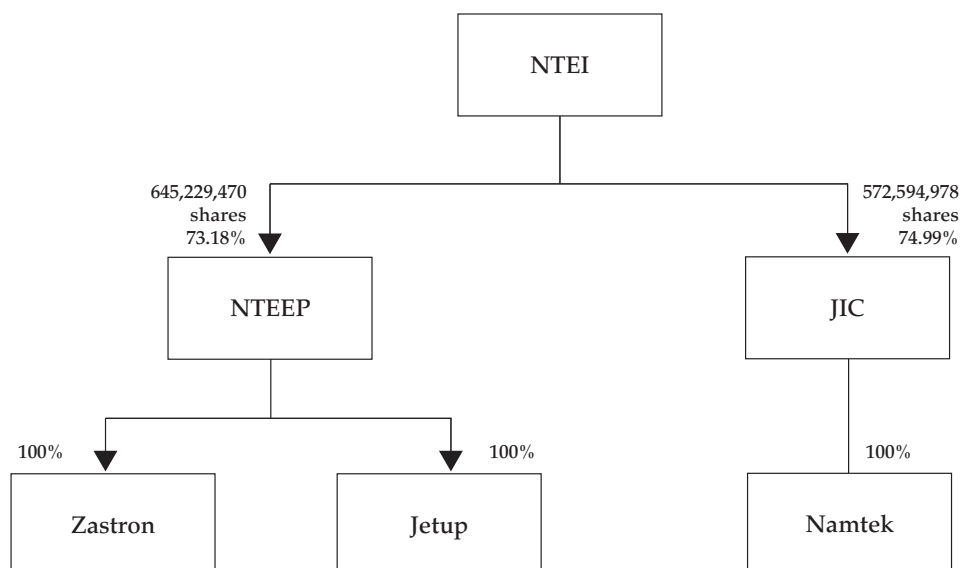 NTEI
645,229,470
shares
73.18%
572,594,978
shares
74.99%
NTEEP
JIC
100%
100%
100%
Zastron
Jetup
Namtek